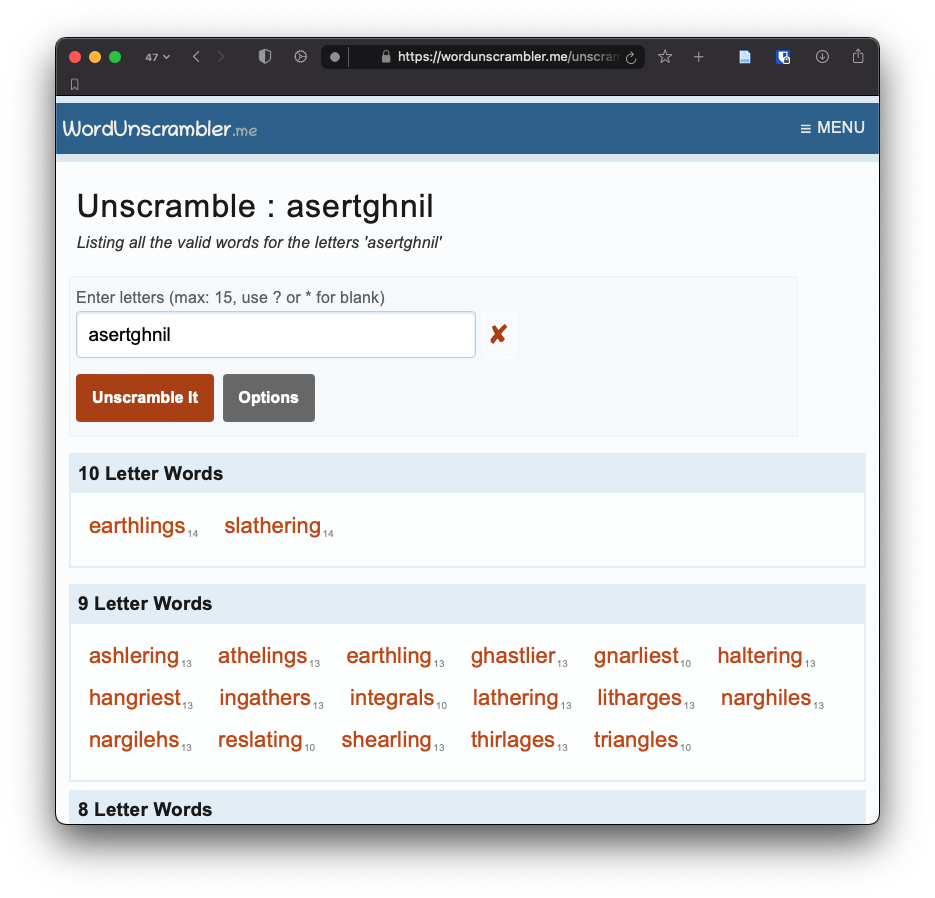 47
https://wordunscrambler.me/unscram
WordUnscrambler.me
≡ MENU
Unscramble : asertghnil
Listing all the valid words for the letters 'asertghnil'
Enter letters (max: 15, use ? or * for blank)
asertghnil ✘
Unscramble It Options
10 Letter Words
earthlings 14 slathering 14
9 Letter Words
ashlering 13 athelings 13 earthling 13 ghastlier 13 gnarliest 10 haltering 13
hangriest 13 ingathers 13 integrals 10 lathering 13 litharges 13 narghiles 13
nargilehs 13 reslating 10 shearling 13 thirlages 13 triangles 10
8 Letter Words